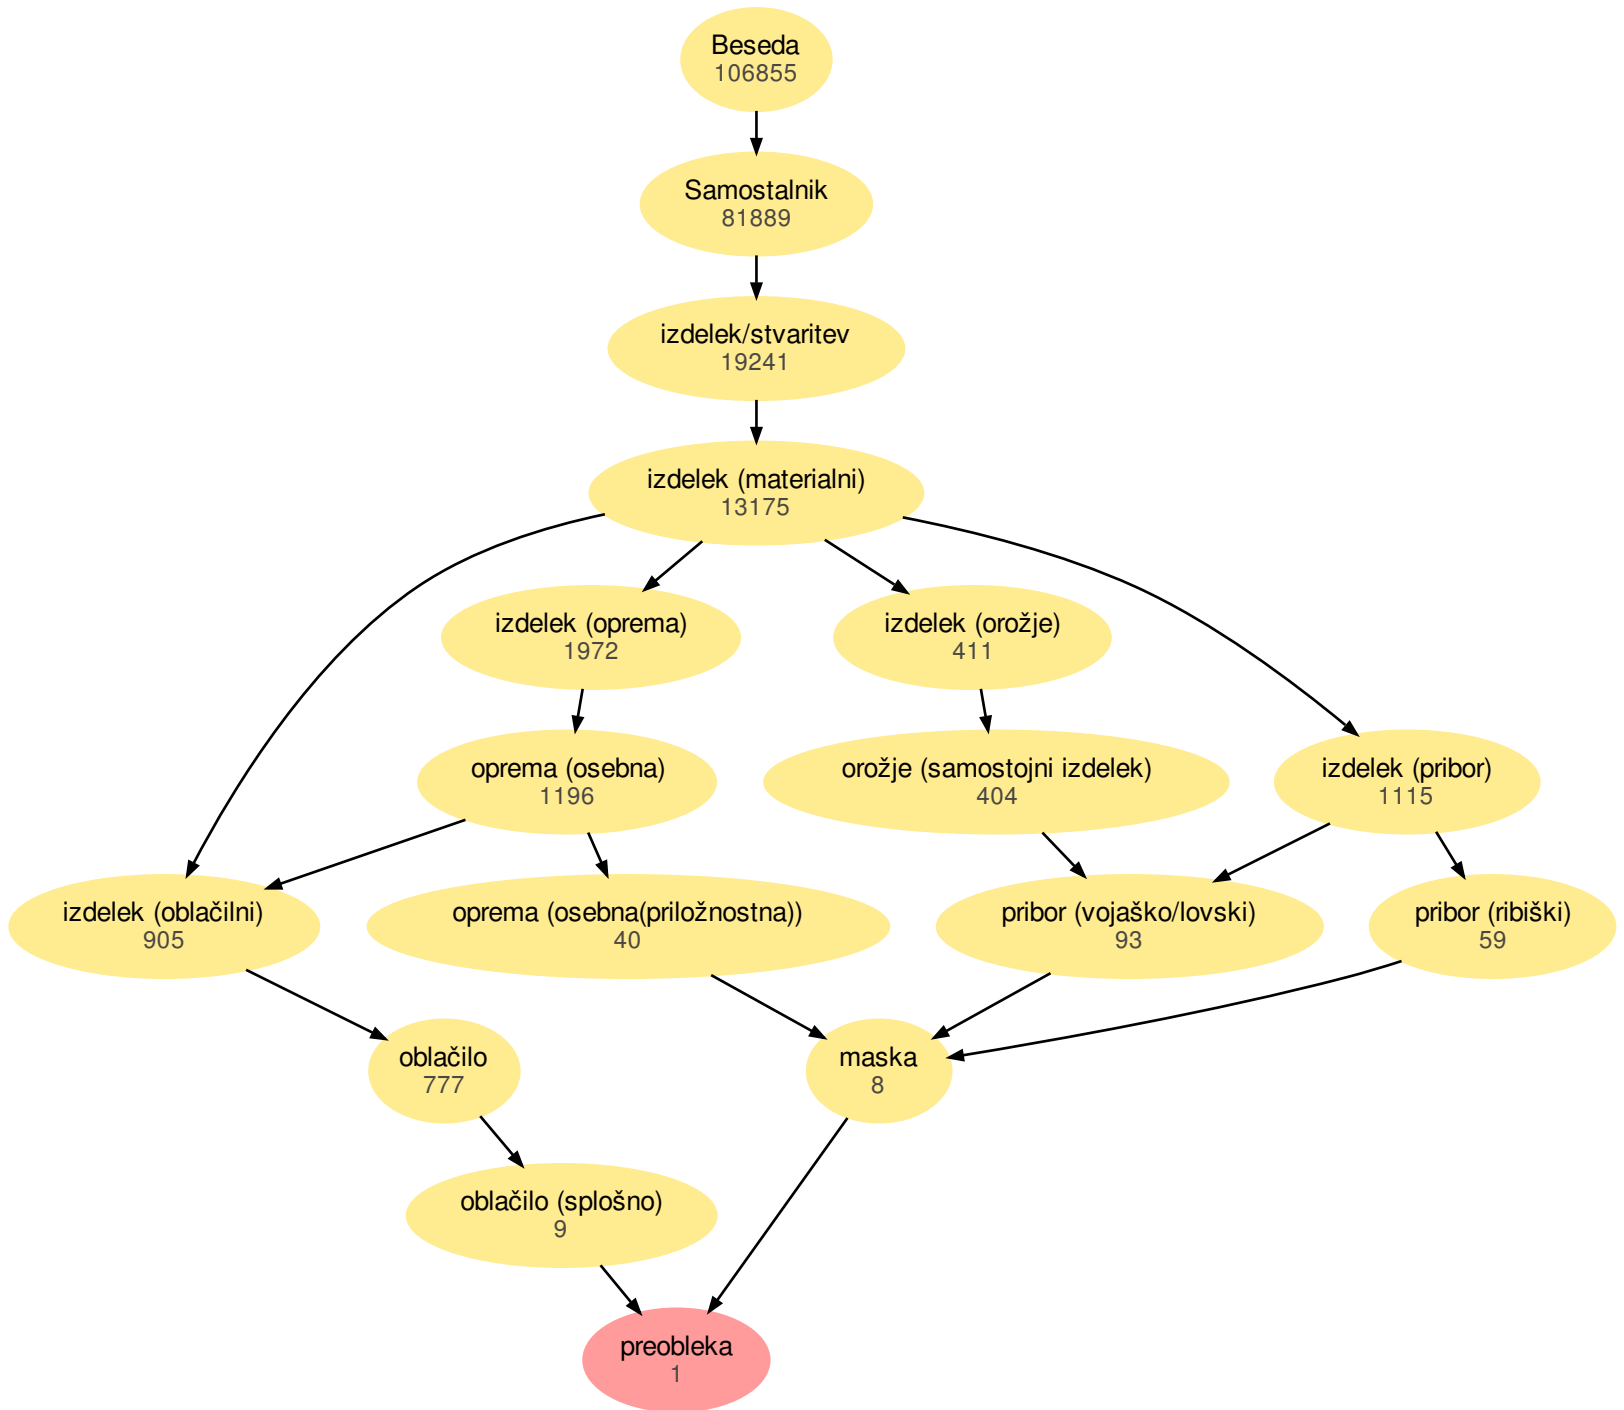 Beseda
106855
Samostalnik
81889
izdelek/stvaritev
19241
izdelek (materialni)
13175
izdelek (oprema)
1972
izdelek (orožje)
411
oprema (osebna)
1196
orožje (samostojni izdelek)
404
izdelek (pribor)
1115
izdelek (oblačilni)
905
oprema (osebna(priložnostna))
40
pribor (vojaško/lovski)
93
pribor (ribiški)
59
oblačilo
777
maska
8
oblačilo (splošno)
9
preobleka
1